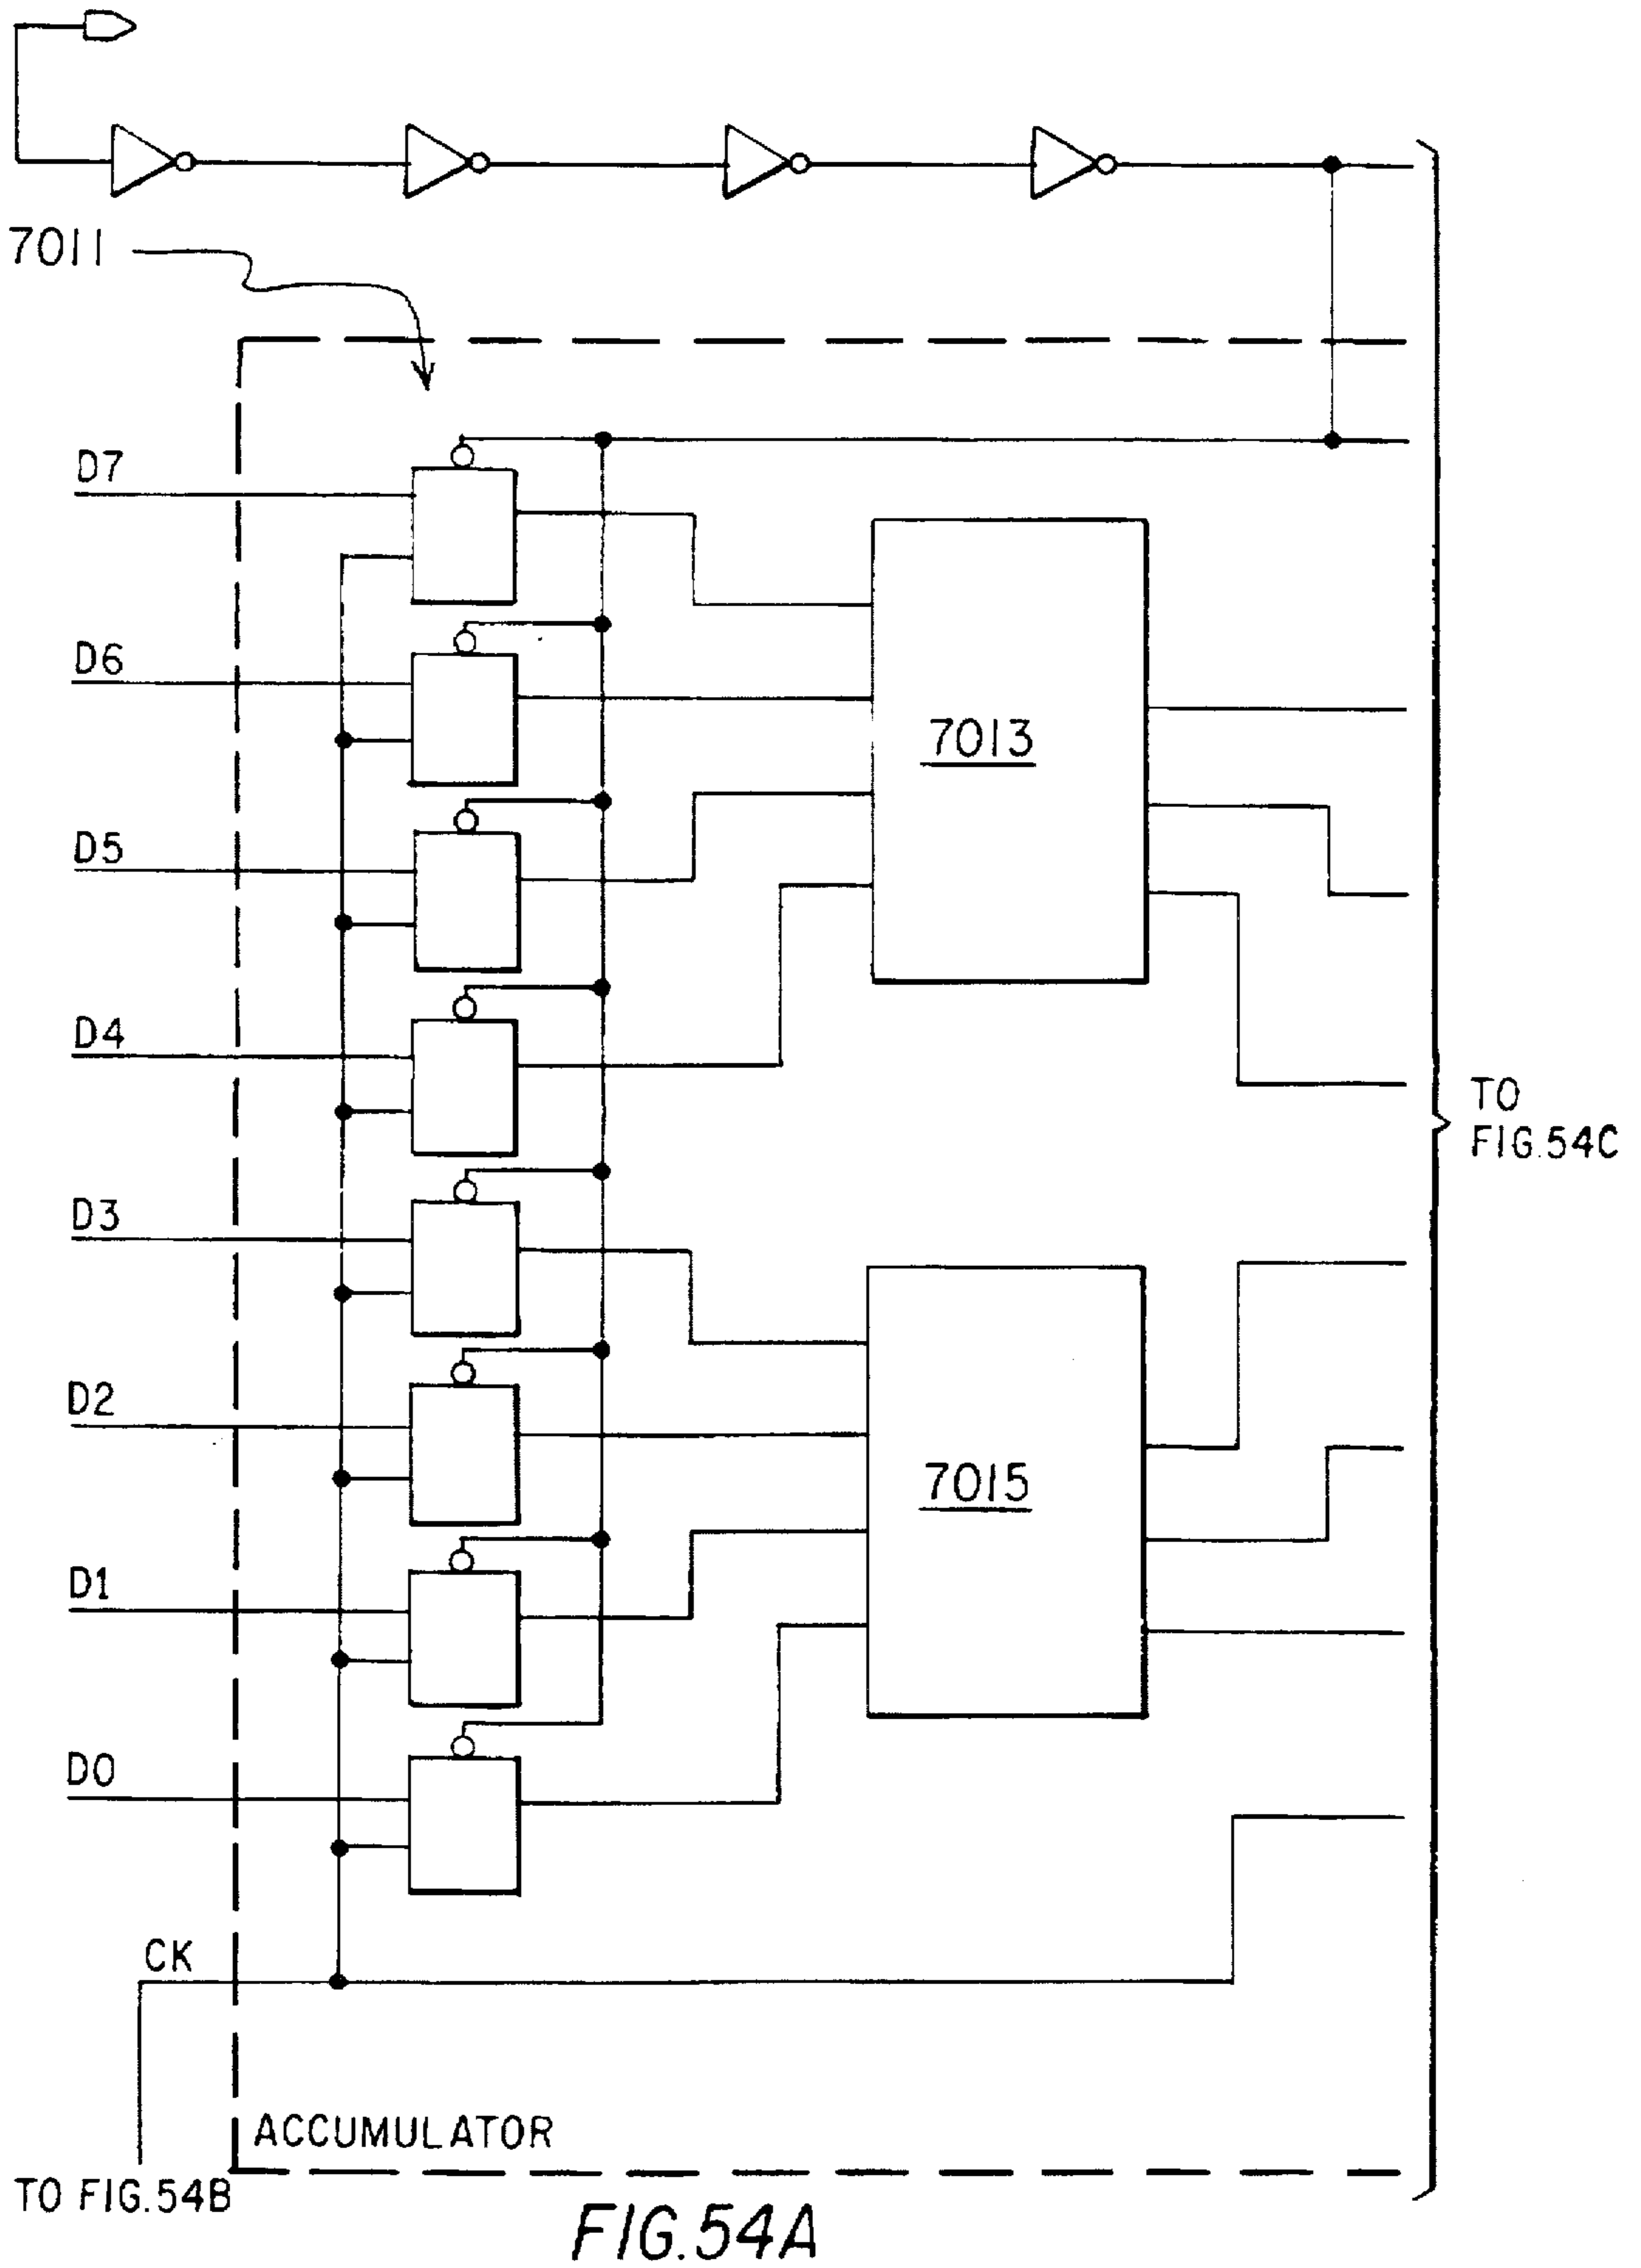 7011
D7
D6
7013
D5
D4
TO
FIG.54C
D3
D2
7015
D1
D0
CK
ACCUMULATOR
TO FIG.54B
FIG.54A